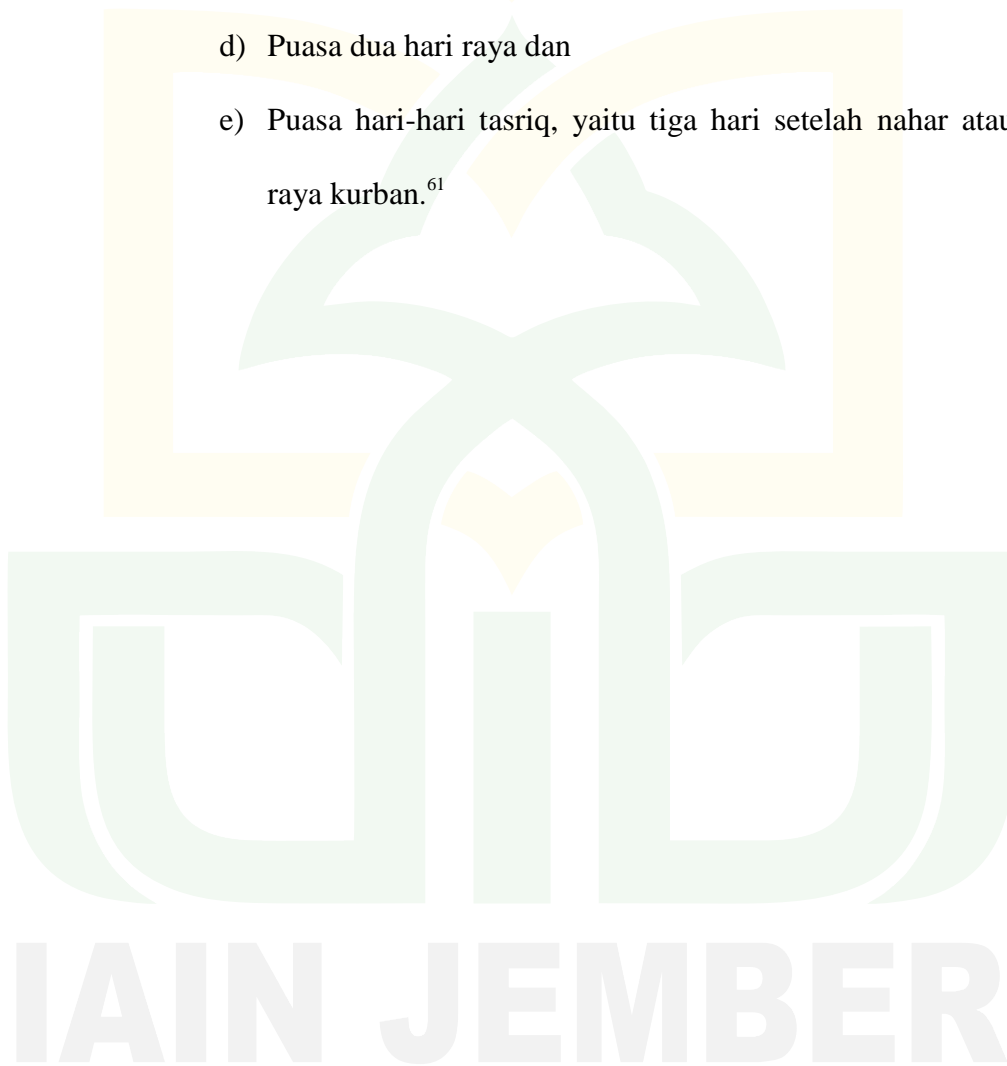 d) Puasa dua hari raya dan
e) Puasa hari-hari tasriq, yaitu tiga hari setelah nahar atau
raya kurban.⁶¹
IAIN JEMBER